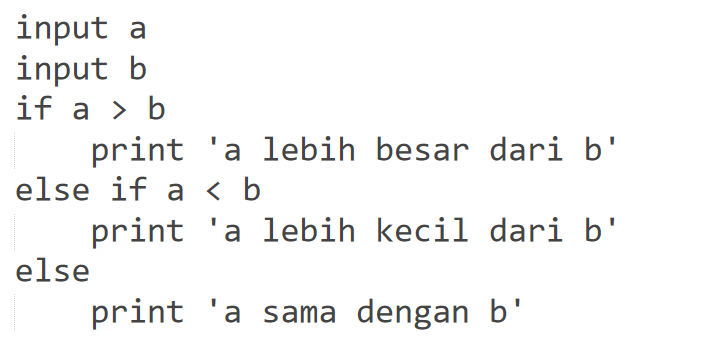 input a
input b
if a > b
    print 'a lebih besar dari b'
else if a < b
    print 'a lebih kecil dari b'
else
    print 'a sama dengan b'